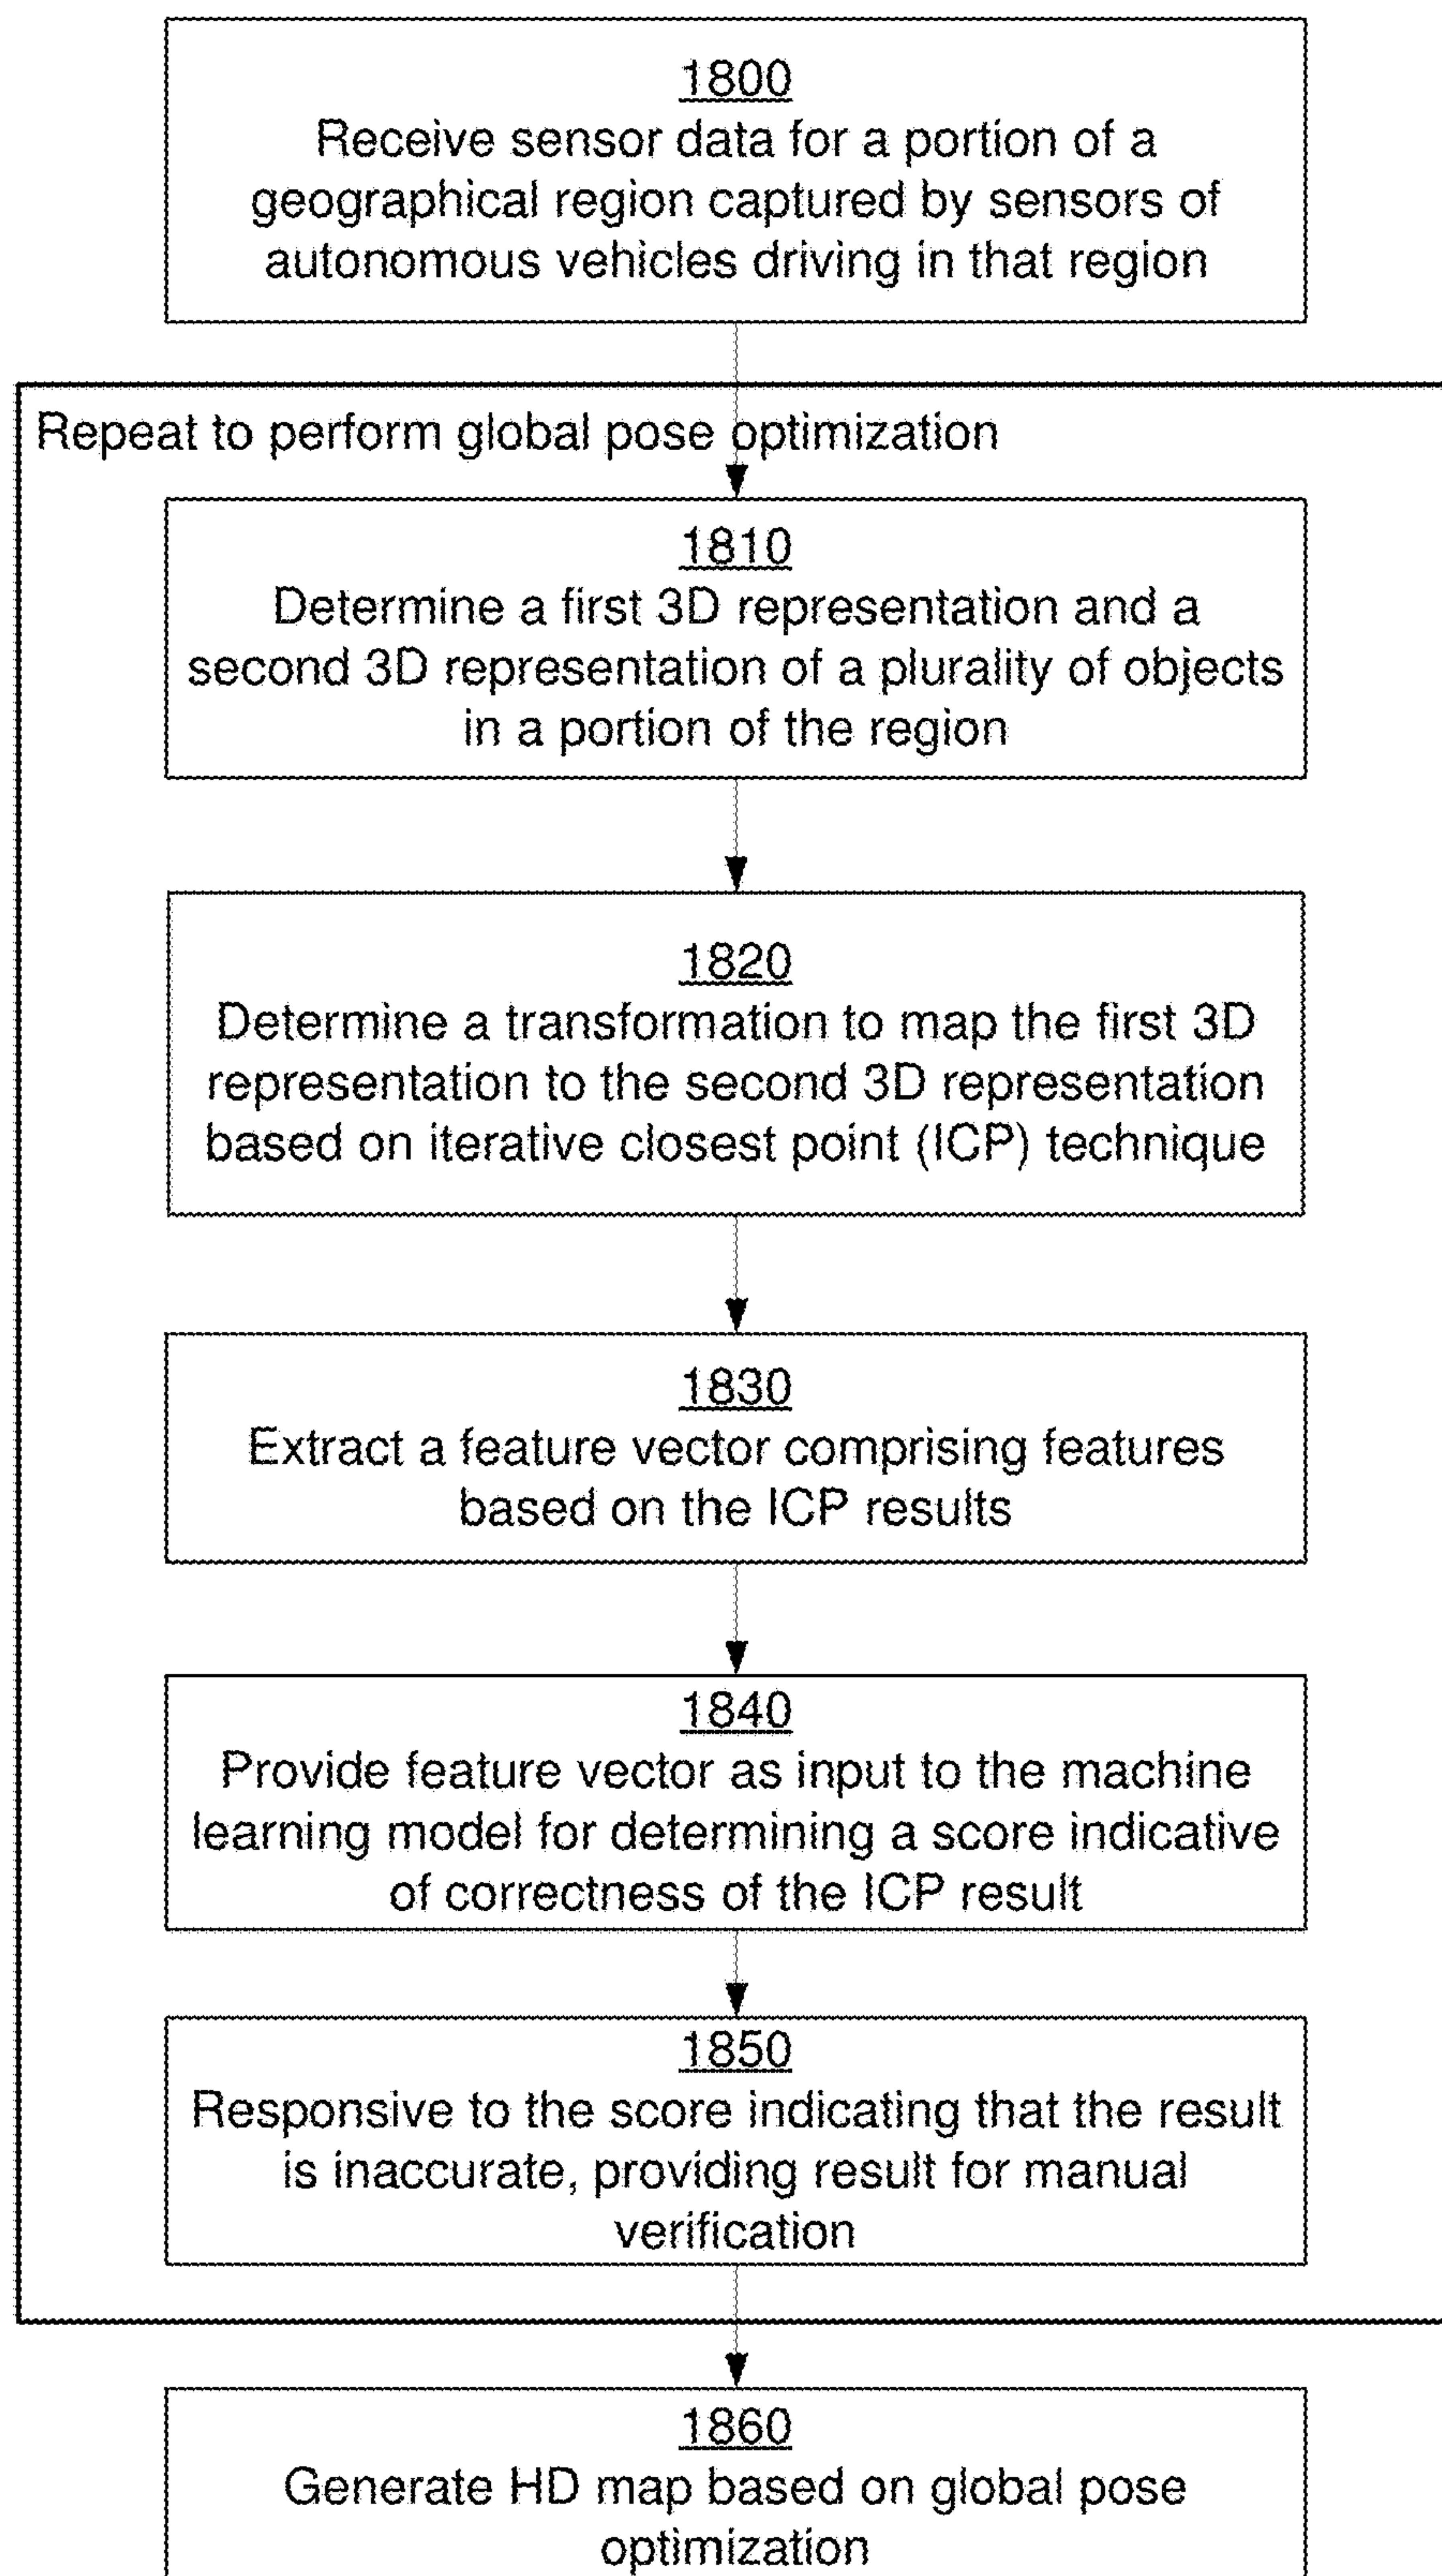 1800
Receive sensor data for a portion of a
geographical region captured by sensors of
autonomous vehicles driving in that region
Repeat to perform global pose optimization
1810
Determine a first 3D representation and a
second 3D representation of a plurality of objects
in a portion of the region
1820
Determine a transformation to map the first 3D
representation to the second 3D representation
based on iterative closest point (ICP) technique
1830
Extract a feature vector comprising features
based on the ICP results
1840
Provide feature vector as input to the machine
learning model for determining a score indicative
of correctness of the ICP result
1850
Responsive to the score indicating that the result
is inaccurate, providing result for manual
verification
1860
Generate HD map based on global pose
optimization